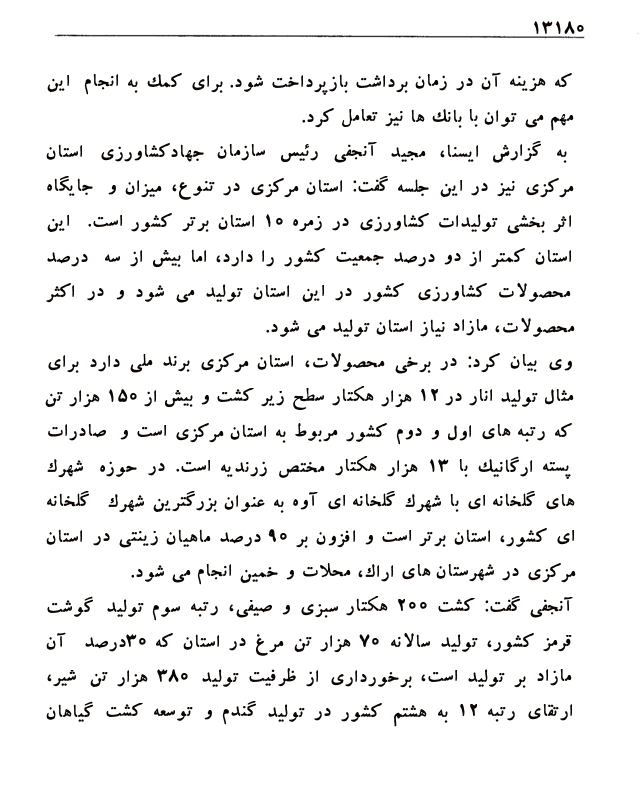 ۱۳۱۸۰
که هزینه آن در زمان برداشت بازپرداخت شود. برای کمك به انجام این
مهم می توان با بانك ها نیز تعامل کرد.
به گزارش ایسنا، مجید آنجفی رئیس سازمان جهادکشاورزی استان
مرکزی نیز در این جلسه گفت: استان مرکزی در تنوع، میزان و جایگاه
اثر بخشی تولیدات کشاورزی در زمره ۱۰ استان برتر کشور است. این
استان کمتر از دو درصد جمعیت کشور را دارد، اما بیش از سه درصد
محصولات کشاورزی کشور در این استان تولید می شود و در اکثر
محصولات، مازاد نیاز استان تولید می شود.
وی بیان کرد: در برخی محصولات، استان مرکزی برند ملی دارد برای
مثال تولید انار در ۱۲ هزار هکتار سطح زیر کشت و بیش از ۱۵۰ هزار تن
که رتبه های اول و دوم کشور مربوط به استان مرکزی است و صادرات
پسته ارگانیك با ۱۳ هزار هکتار مختص زرندیه است. در حوزه شهرك
های گلخانه ای با شهرك گلخانه ای آوه به عنوان بزرگترین شهرك گلخانه
ای کشور، استان برتر است و افزون بر ۹۰ درصد ماهیان زینتی در استان
مرکزی در شهرستان های اراك، محلات و خمین انجام می شود.
آنجفی گفت: کشت ۲۰۰ هکتار سبزی و صیفی، رتبه سوم تولید گوشت
قرمز کشور، تولید سالانه ۷۰ هزار تن مرغ در استان که ۳۰درصد آن
مازاد بر تولید است، برخورداری از ظرفیت تولید ۳۸۰ هزار تن شیر،
ارتقای رتبه ۱۲ به هشتم کشور در تولید گندم و توسعه کشت گیاهان